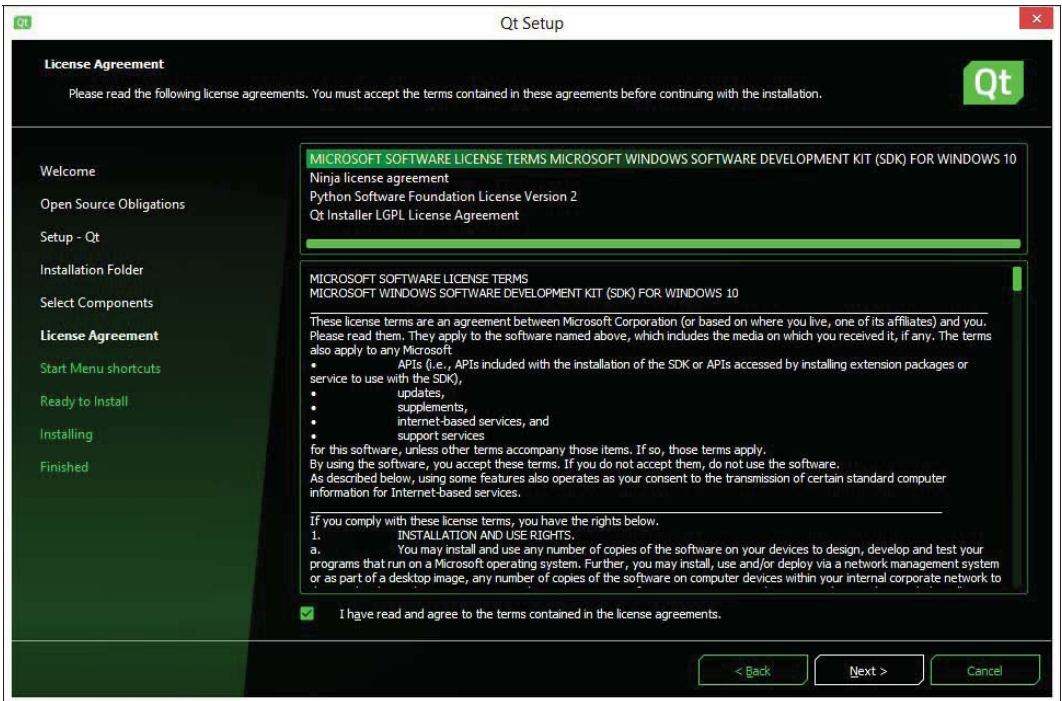 Qt
Qt Setup
License Agreement
Please read the following license agreements. You must accept the terms contained in these agreements before continuing with the installation.
Qt
Welcome
Open Source Obligations
Setup - Qt
Installation Folder
Select Components
License Agreement
Start Menu shortcuts
Ready to Install
Installing
Finished
MICROSOFT SOFTWARE LICENSE TERMS MICROSOFT WINDOWS SOFTWARE DEVELOPMENT KIT (SDK) FOR WINDOWS 10
Ninja license agreement
Python Software Foundation License Version 2
Qt Installer LGPL License Agreement
MICROSOFT SOFTWARE LICENSE TERMS
MICROSOFT WINDOWS SOFTWARE DEVELOPMENT KIT (SDK) FOR WINDOWS 10
These license terms are an agreement between Microsoft Corporation (or based on where you live, one of its affiliates) and you.
Please read them. They apply to the software named above, which includes the media on which you received it, if any. The terms
also apply to any Microsoft
• APIs (i.e., APIs included with the installation of the SDK or APIs accessed by installing extension packages or
service to use with the SDK),
• updates,
• supplements,
• internet-based services, and
• support services
for this software, unless other terms accompany those items. If so, those terms apply.
By using the software, you accept these terms. If you do not accept them, do not use the software.
As described below, using some features also operates as your consent to the transmission of certain standard computer
information for Internet-based services.
If you comply with these license terms, you have the rights below.
1. INSTALLATION AND USE RIGHTS.
a. You may install and use any number of copies of the software on your devices to design, develop and test your
programs that run on a Microsoft operating system. Further, you may install, use and/or deploy via a network management system
or as part of a desktop image, any number of copies of the software on computer devices within your internal corporate network to
I have read and agree to the terms contained in the license agreements.
< Back
Next >
Cancel